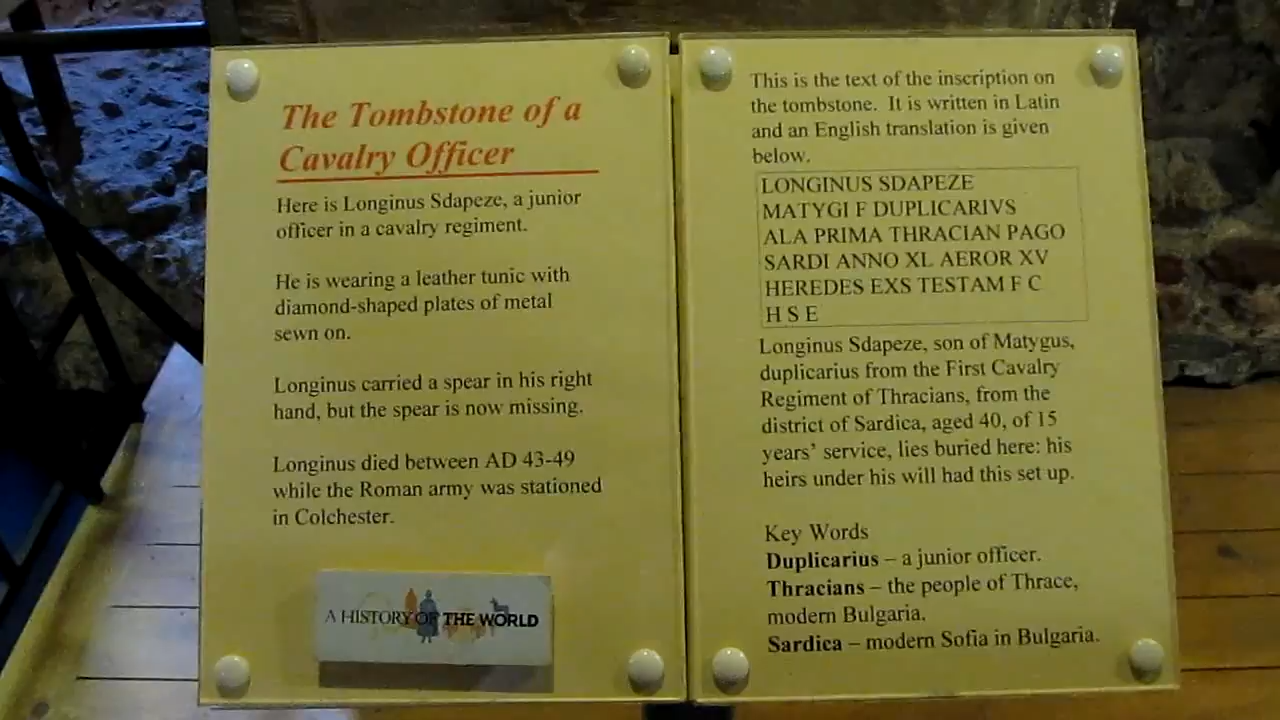 The Tombstone of a
Cavalry Officer
Here is Longinus Sdapeze, a junior
officer in a cavalry regiment.
He is wearing a leather tunic with
diamond-shaped plates of metal
sewn on.
Longinus carried a spear in his right
hand, but the spear is now missing.
Longinus died between AD 43-49
while the Roman army was stationed
in Colchester.
A HISTORY OF THE WORLD
This is the text of the inscription on
the tombstone. It is written in Latin
and an English translation is given
below.
LONGINUS SDAPEZE
MATYGI F DUPLICARIVS
ALA PRIMA THRACIAN PAGO
SARDI ANNO XL AEROR XV
HEREDES EXS TESTAM F C
H S E
Longinus Sdapeze, son of Matygus,
duplicarius from the First Cavalry
Regiment of Thracians, from the
district of Sardica, aged 40, of 15
years’ service, lies buried here: his
heirs under his will had this set up.
Key Words
Duplicarius – a junior officer.
Thracians – the people of Thrace,
modern Bulgaria.
Sardica – modern Sofia in Bulgaria.